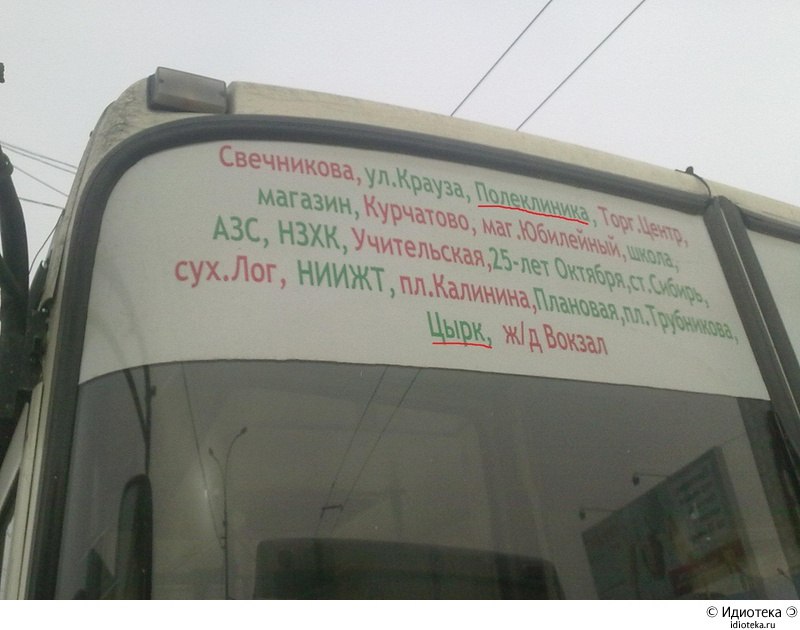 Свечникова, ул.Крауза, Полеклиника, Торг.Центр,
магазин, Курчатово, маг.Юбилейный, школа,
АЗС, НЗХК, Учительская, 25-лет Октября, ст.Сибирь,
сух.Лог, НИИЖТ, пл.Калинина, Плановая, пл.Трубникова,
Цырк, ж/д Вокзал
© Идиотека
idioteka.ru